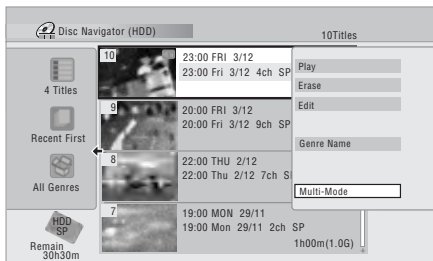 Disc Navigator (HDD)
10Titles
4 Titles
Recent First
All Genres
HDD
SP
Remain
30h30m
10
23:00 FRI 3/12
23:00 Fri 3/12 4ch SP
9
20:00 FRI 3/12
20:00 Fri 3/12 9ch SP
8
22:00 THU 2/12
22:00 Thu 2/12 7ch S
7
19:00 MON 29/11
19:00 Mon 29/11 2ch SP
1h00m(1.0G)
Play
Erase
Edit
Genre Name
Multi-Mode